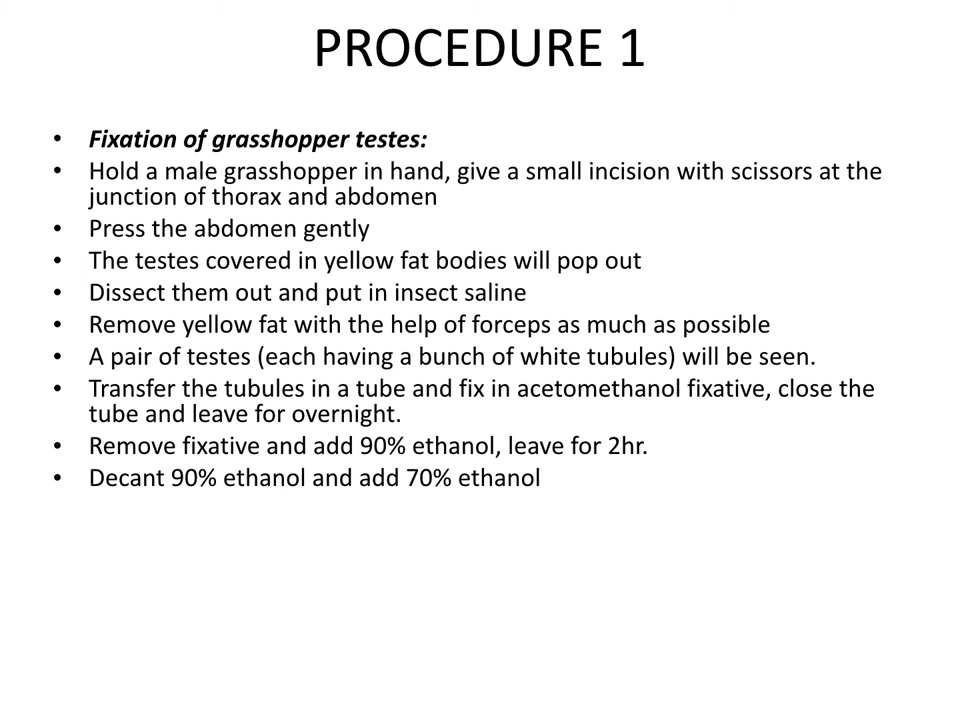 PROCEDURE 1
• Fixation of grasshopper testes:
• Hold a male grasshopper in hand, give a small incision with scissors at the
junction of thorax and abdomen
• Press the abdomen gently
• The testes covered in yellow fat bodies will pop out
• Dissect them out and put in insect saline
• Remove yellow fat with the help of forceps as much as possible
• A pair of testes (each having a bunch of white tubules) will be seen.
• Transfer the tubules in a tube and fix in acetomethanol fixative, close the
tube and leave for overnight.
• Remove fixative and add 90% ethanol, leave for 2hr.
• Decant 90% ethanol and add 70% ethanol